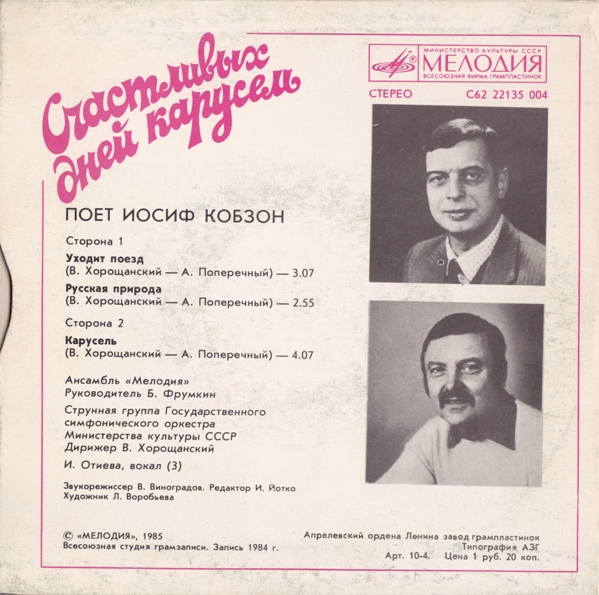 Счастливых
дней карусель
МИНИСТЕРСТВО КУЛЬТУРЫ СССР
МЕЛОДИЯ
ВСЕСОЮЗНАЯ ФИРМА ГРАМПЛАСТИНОК
СТЕРЕО С62 22135 004
ПОЕТ ИОСИФ КОБЗОН
Сторона 1
Уходит поезд
(В. Хорощанский — А. Поперечный) — 3.07
Русская природа
(В. Хорощанский — А. Поперечный) — 2.55
Сторона 2
Карусель
(В. Хорощанский — А. Поперечный) — 4.07
Ансамбль «Мелодия»
Руководитель Б. Фрумкин
Струнная группа Государственного
симфонического оркестра
Министерства культуры СССР
Дирижер В. Хорощанский
И. Отиева, вокал (3)
Звукорежиссер В. Виноградов. Редактор И. Йотко
Художник Л. Воробьева
© «МЕЛОДИЯ», 1985
Всесоюзная студия грамзаписи. Запись 1984 г.
Апрелевский ордена Ленина завод грампластинок
Типография АЗГ
Арт. 10-4. Цена 1 руб. 20 коп.